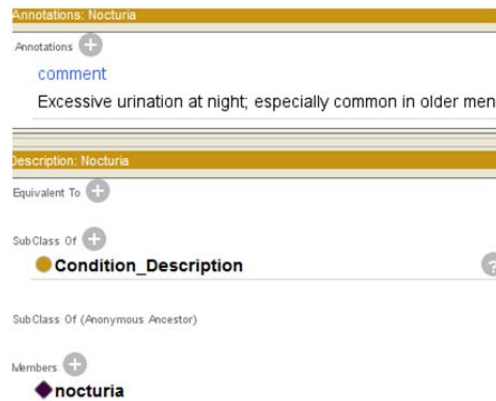 Annotations: Nocturia
Annotations
comment
Excessive urination at night; especially common in older men
Description: Nocturia
Equivalent To
SubClass Of
Condition_Description
?
SubClass Of (Anonymous Ancestor)
Members
nocturia